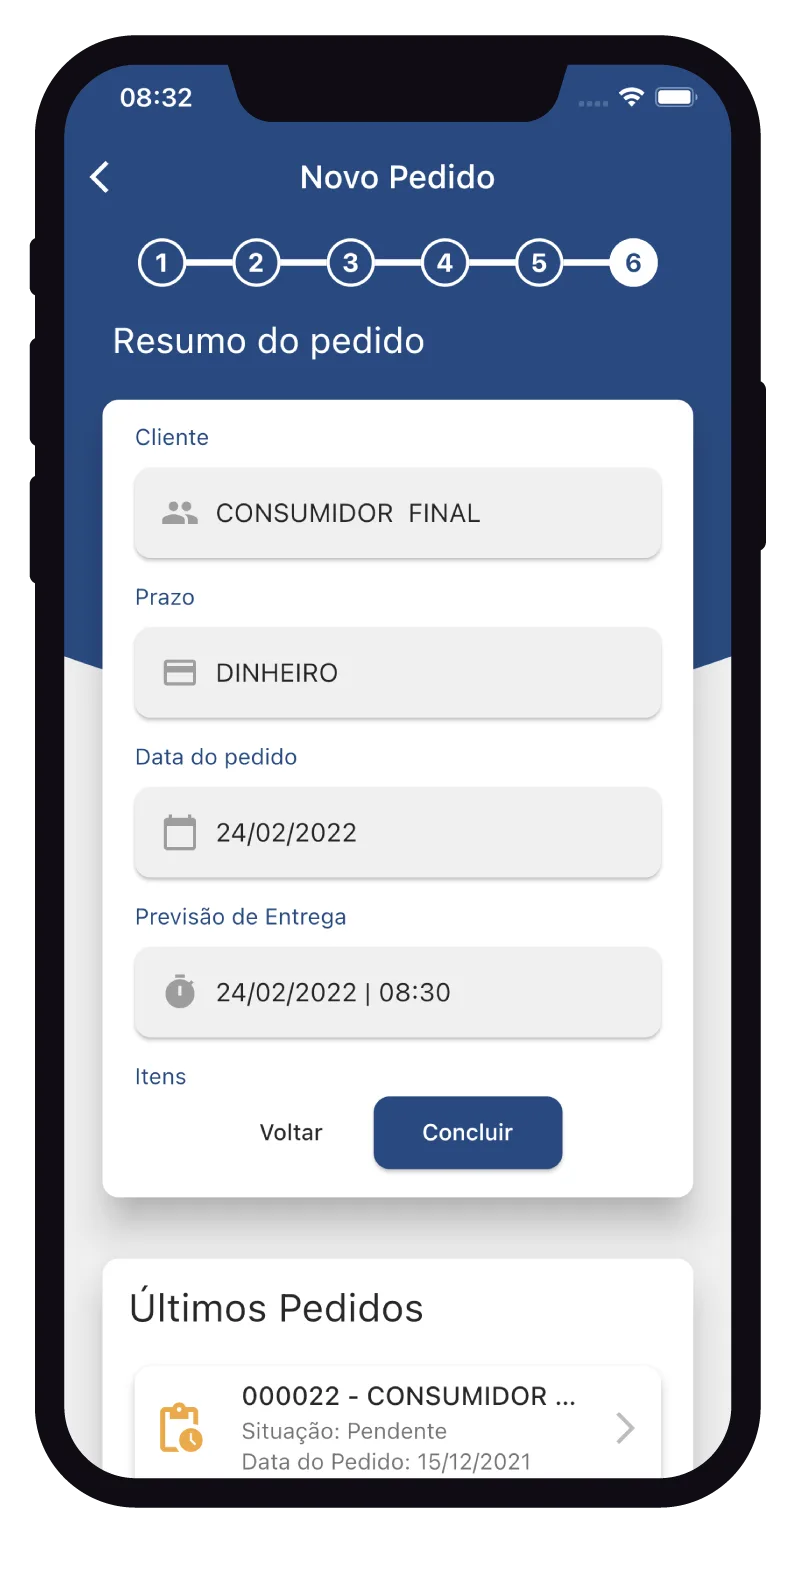 08:32
Novo Pedido
1 2 3 4 5 6
Resumo do pedido
Cliente
CONSUMIDOR  FINAL
Prazo
DINHEIRO
Data do pedido
24/02/2022
Previsão de Entrega
24/02/2022 | 08:30
Itens
Voltar Concluir
Últimos Pedidos
000022 - CONSUMIDOR ...
Situação: Pendente
Data do Pedido: 15/12/2021